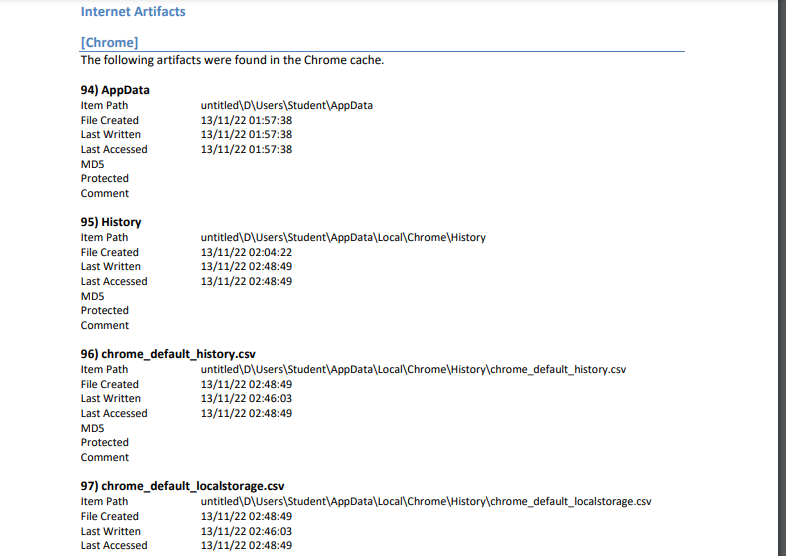 Internet Artifacts
[Chrome]
The following artifacts were found in the Chrome cache.
94) AppData
Item Path untitled\D\Users\Student\AppData
File Created 13/11/22 01:57:38
Last Written 13/11/22 01:57:38
Last Accessed 13/11/22 01:57:38
MD5
Protected
Comment
95) History
Item Path untitled\D\Users\Student\AppData\Local\Chrome\History
File Created 13/11/22 02:04:22
Last Written 13/11/22 02:48:49
Last Accessed 13/11/22 02:48:49
MD5
Protected
Comment
96) chrome_default_history.csv
Item Path untitled\D\Users\Student\AppData\Local\Chrome\History\chrome_default_history.csv
File Created 13/11/22 02:48:49
Last Written 13/11/22 02:46:03
Last Accessed 13/11/22 02:48:49
MD5
Protected
Comment
97) chrome_default_localstorage.csv
Item Path untitled\D\Users\Student\AppData\Local\Chrome\History\chrome_default_localstorage.csv
File Created 13/11/22 02:48:49
Last Written 13/11/22 02:46:03
Last Accessed 13/11/22 02:48:49